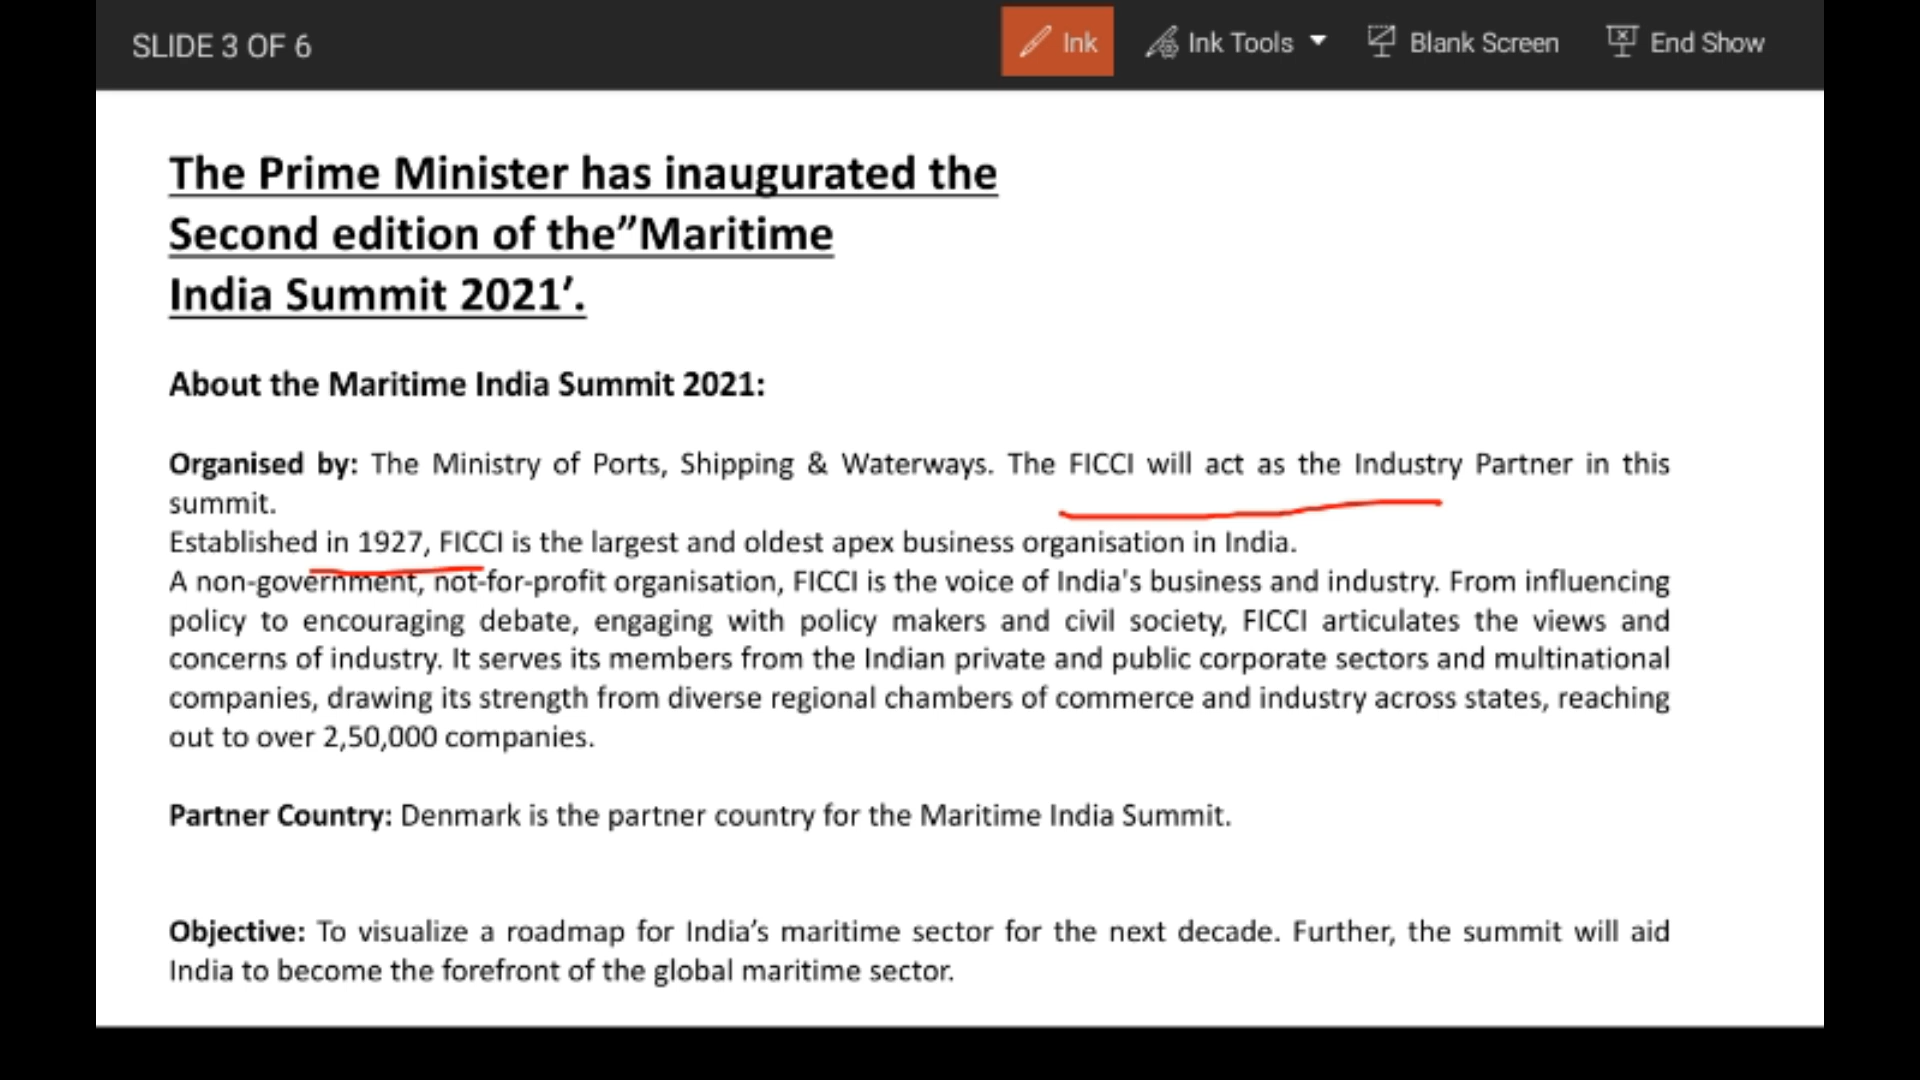 SLIDE 3 OF 6
Ink
Ink Tools
Blank Screen
End Show
The Prime Minister has inaugurated the
Second edition of the”Maritime
India Summit 2021’.
About the Maritime India Summit 2021:
Organised by: The Ministry of Ports, Shipping & Waterways. The FICCI will act as the Industry Partner in this
summit.
Established in 1927, FICCI is the largest and oldest apex business organisation in India.
A non-government, not-for-profit organisation, FICCI is the voice of India's business and industry. From influencing
policy to encouraging debate, engaging with policy makers and civil society, FICCI articulates the views and
concerns of industry. It serves its members from the Indian private and public corporate sectors and multinational
companies, drawing its strength from diverse regional chambers of commerce and industry across states, reaching
out to over 2,50,000 companies.
Partner Country: Denmark is the partner country for the Maritime India Summit.
Objective: To visualize a roadmap for India’s maritime sector for the next decade. Further, the summit will aid
India to become the forefront of the global maritime sector.